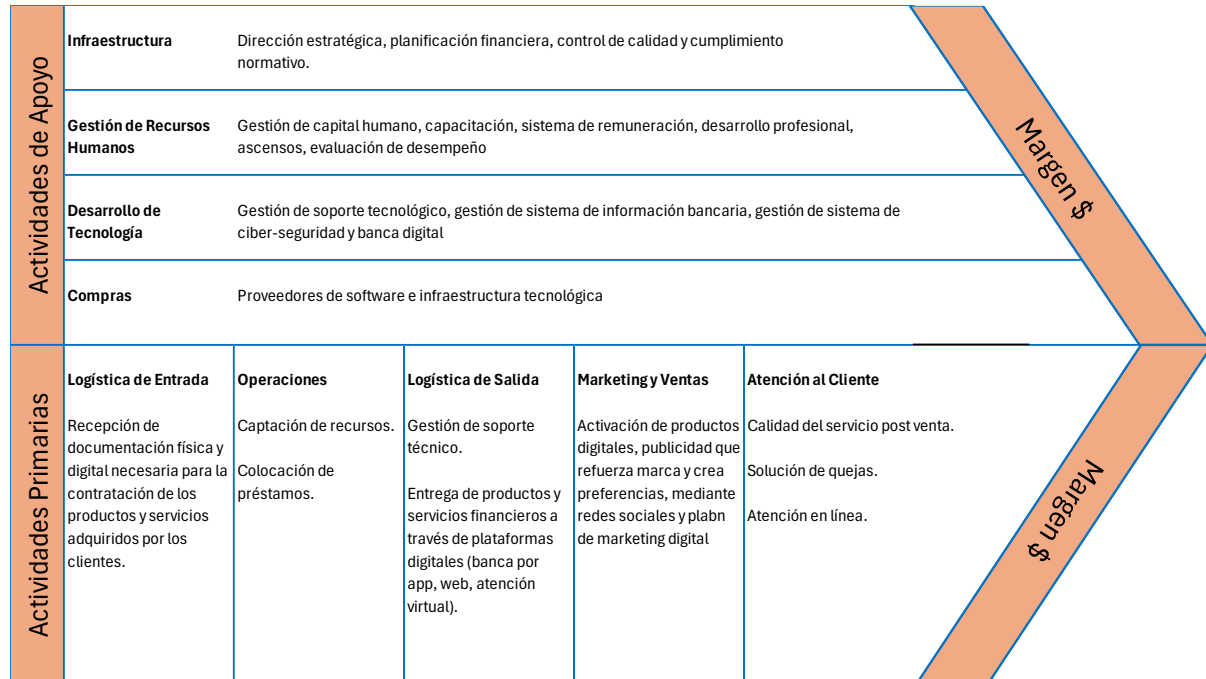 Actividades de Apoyo
Infraestructura
Dirección estratégica, planificación financiera, control de calidad y cumplimiento
normativo.
Gestión de Recursos
Humanos
Gestión de capital humano, capacitación, sistema de remuneración, desarrollo profesional,
ascensos, evaluación de desempeño
Desarrollo de
Tecnología
Gestión de soporte tecnológico, gestión de sistema de información bancaria, gestión de sistema de
ciber-seguridad y banca digital
Compras
Proveedores de software e infraestructura tecnológica
Margen $
Actividades Primarias
Logística de Entrada
Recepción de
documentación física y
digital necesaria para la
contratación de los
productos y servicios
adquiridos por los
clientes.
Operaciones
Captación de recursos.
Colocación de
préstamos.
Logística de Salida
Gestión de soporte
técnico.
Entrega de productos y
servicios financieros a
través de plataformas
digitales (banca por
app, web, atención
virtual).
Marketing y Ventas
Activación de productos
digitales, publicidad que
refuerza marca y crea
preferencias, mediante
redes sociales y plabn
de marketing digital
Atención al Cliente
Calidad del servicio post venta.
Solución de quejas.
Atención en línea.
Margen $